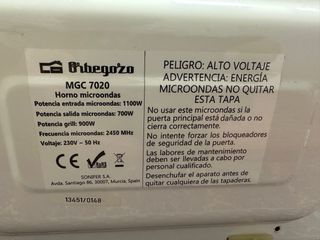 Orbegozo
MGC 7020
Horno microondas
Potencia entrada microondas: 1100W
Potencia salida microondas: 700W
Potencia grill: 900W
Frecuencia microondas: 2450 MHz
Voltaje: 230V ~ 50 Hz
SONIFER S.A.
Avda. Santiago 86, 30007, Murcia, Spain
13451/0148
PELIGRO: ALTO VOLTAJE
ADVERTENCIA: ENERGÍA
MICROONDAS NO QUITAR
ESTA TAPA
No use este microondas si la
puerta principal está dañada o no
cierra correctamente.
No intente forzar los bloqueadores
de seguridad de la puerta.
Las labores de mantenimiento
deben ser llevadas a cabo por
personal cualificado.
Desenchufar el aparato antes de
quitar cualquiera de las tapaderas.